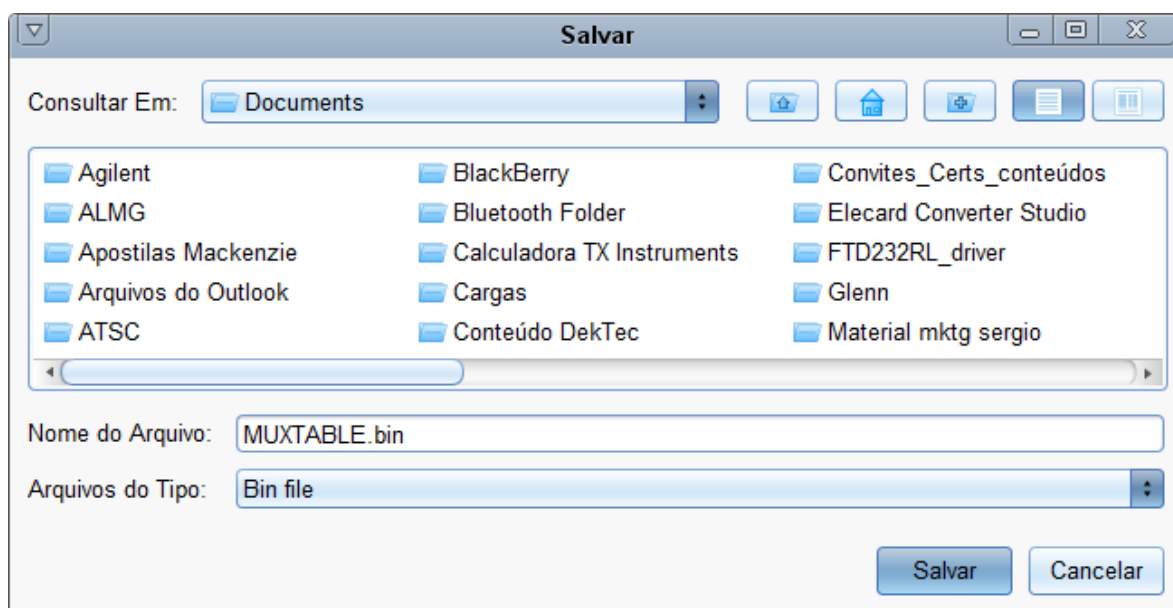 Salvar
Consultar Em: Documents
Agilent BlackBerry Convites_Certs_conteúdos
ALMG Bluetooth Folder Elecard Converter Studio
Apostilas Mackenzie Calculadora TX Instruments FTD232RL_driver
Arquivos do Outlook Cargas Glenn
ATSC Conteúdo DekTec Material mktg sergio
Nome do Arquivo: MUXTABLE.bin
Arquivos do Tipo: Bin file
Salvar Cancelar